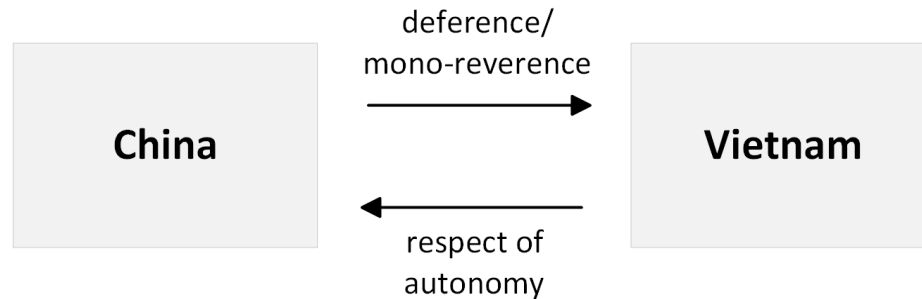 deference/
mono-reverence
China
Vietnam
respect of
autonomy